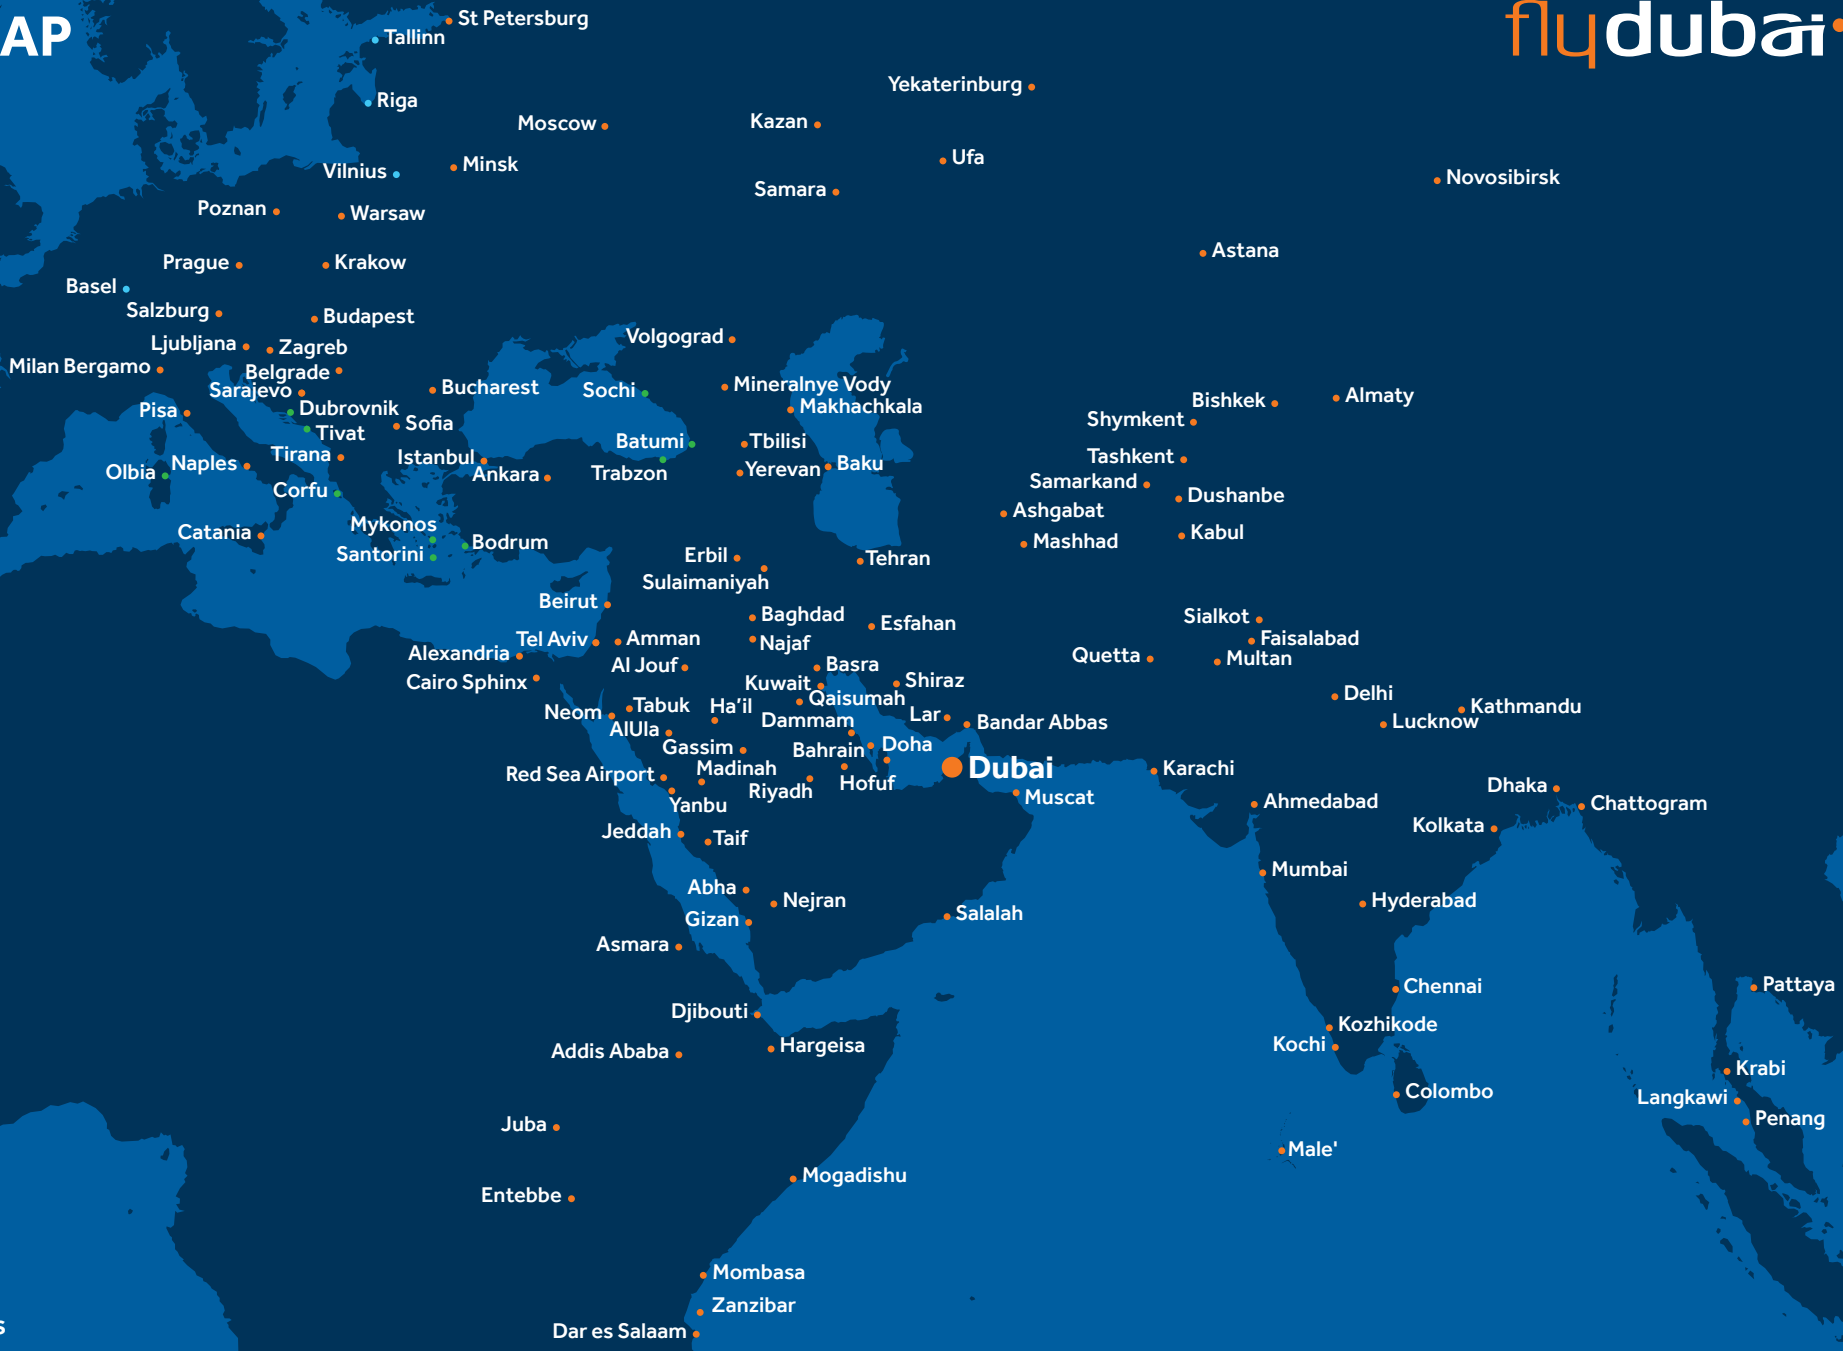 AP
flydubai
St Petersburg
Tallinn
Yekaterinburg
Riga
Moscow
Kazan
Ufa
Minsk
Vilnius
Novosibirsk
Samara
Poznan
Warsaw
Astana
Prague
Krakow
Basel
Salzburg
Budapest
Volgograd
Ljubljana
Zagreb
Milan Bergamo
Belgrade
Sarajevo
Bucharest
Sochi
Mineralnye Vody
Almaty
Bishkek
Makhachkala
Pisa
Dubrovnik
Shymkent
Sofia
Tivat
Batumi
Tbilisi
Tirana
Istanbul
Tashkent
Naples
Baku
Olbia
Ankara
Trabzon
Yerevan
Samarkand
Corfu
Dushanbe
Ashgabat
Mykonos
Catania
Kabul
Bodrum
Mashhad
Santorini
Erbil
Tehran
Sulaimaniyah
Beirut
Baghdad
Sialkot
Esfahan
Tel Aviv
Amman
Najaf
Faisalabad
Alexandria
Quetta
Multan
Al Jouf
Basra
Cairo Sphinx
Kuwait
Shiraz
Delhi
Qaisumah
Tabuk
Ha’il
Kathmandu
Neom
Lar
Dammam
Bandar Abbas
Lucknow
AlUla
Gassim
Bahrain
Doha
Madinah
Dubai
Karachi
Red Sea Airport
Hofuf
Dhaka
Riyadh
Muscat
Yanbu
Ahmedabad
Chattogram
Kolkata
Jeddah
Taif
Mumbai
Abha
Nejran
Hyderabad
Gizan
Salalah
Asmara
Pattaya
Chennai
Djibouti
Kozhikode
Kochi
Hargeisa
Addis Ababa
Krabi
Colombo
Langkawi
Penang
Juba
Male'
Mogadishu
Entebbe
Mombasa
Zanzibar
s
Dar es Salaam